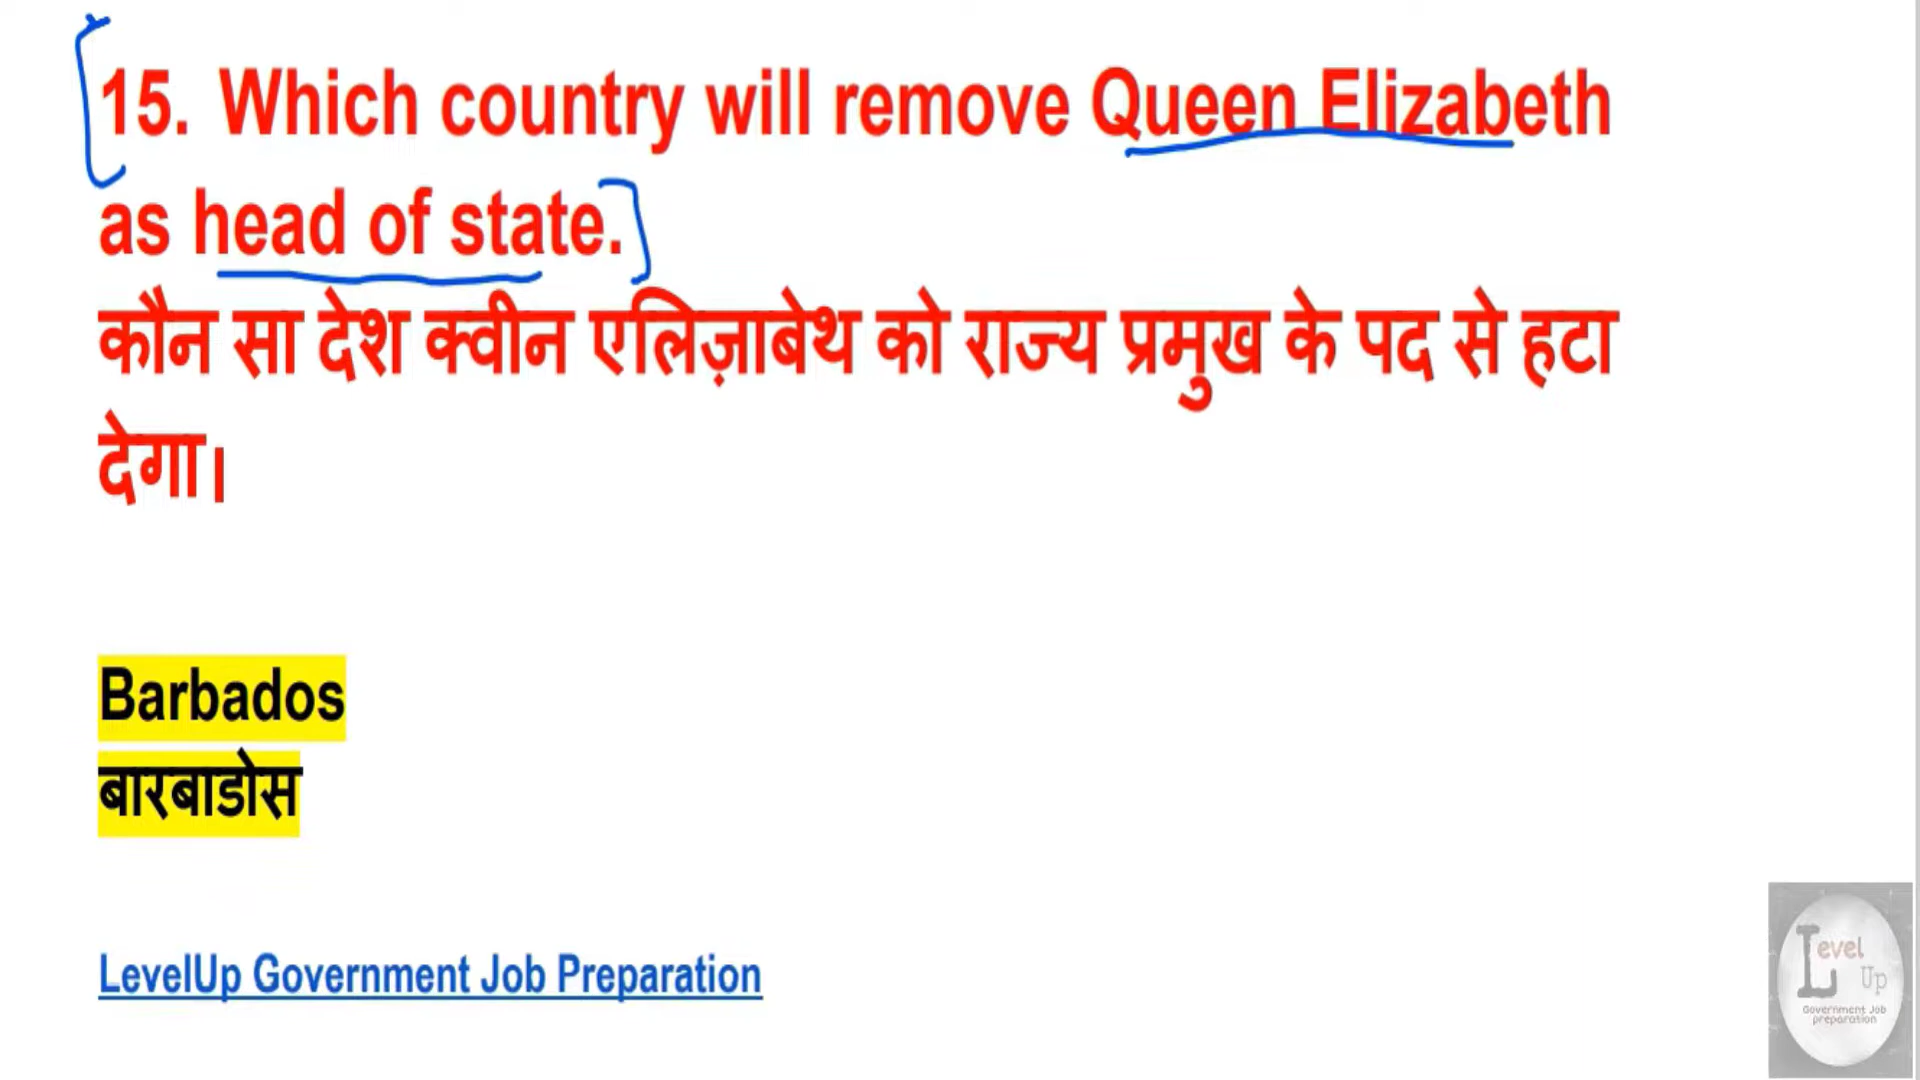 15. Which country will remove Queen Elizabeth
as head of state.
कौन सा देश क्वीन एलिज़ाबेथ को राज्य प्रमुख के पद से हटा
देगा।
Barbados
बारबाडोस
LevelUp Government Job Preparation
Level
Up
Government Job
preparation